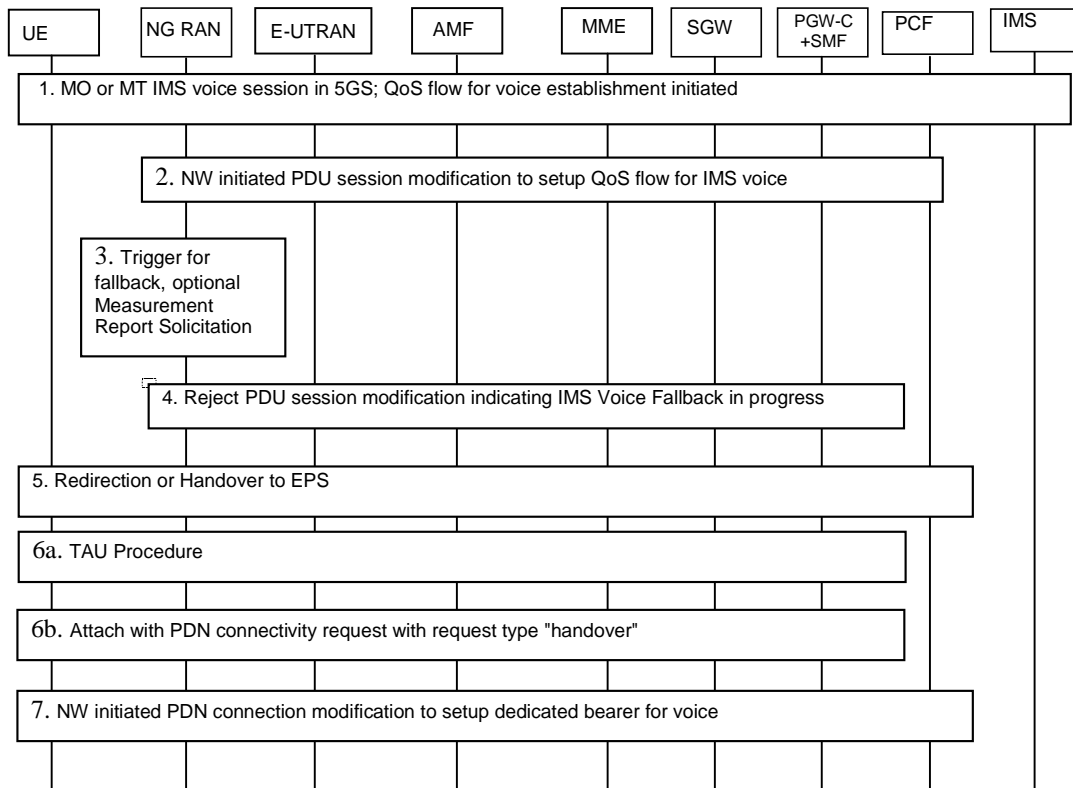 UE
NG RAN
E-UTRAN
AMF
MME
SGW
PGW-C
+SMF
PCF
IMS
1. MO or MT IMS voice session in 5GS; QoS flow for voice establishment initiated
2. NW initiated PDU session modification to setup QoS flow for IMS voice
3. Trigger for
fallback, optional
Measurement
Report Solicitation
4. Reject PDU session modification indicating IMS Voice Fallback in progress
5. Redirection or Handover to EPS
6a. TAU Procedure
6b. Attach with PDN connectivity request with request type "handover"
7. NW initiated PDN connection modification to setup dedicated bearer for voice